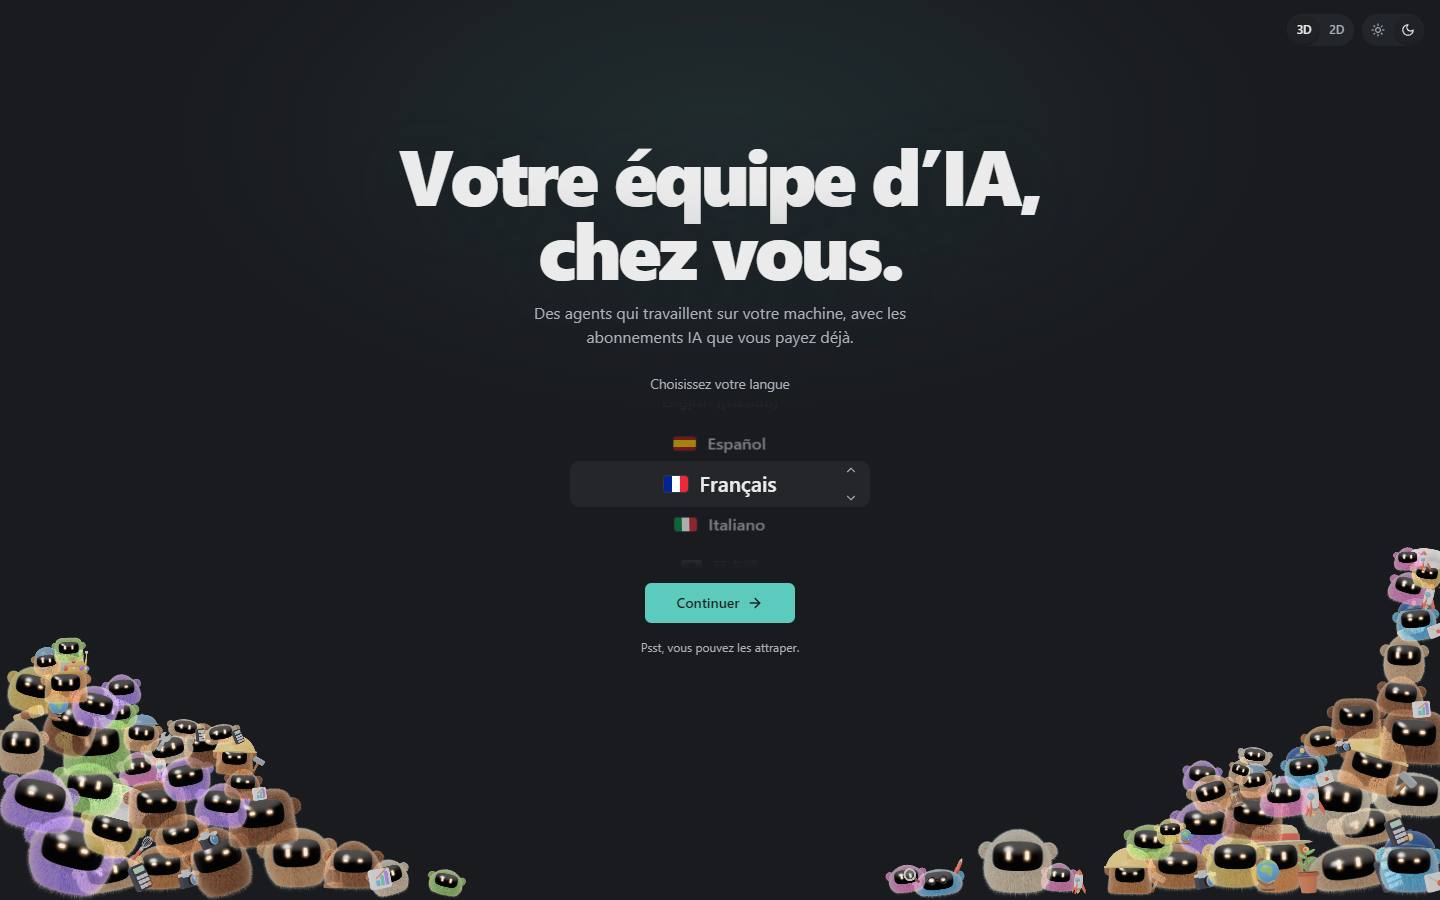 3D 2D
Votre équipe d’IA,
chez vous.
Des agents qui travaillent sur votre machine, avec les
abonnements IA que vous payez déjà.
Choisissez votre langue
Español
Français
Italiano
Continuer →
Psst, vous pouvez les attraper.